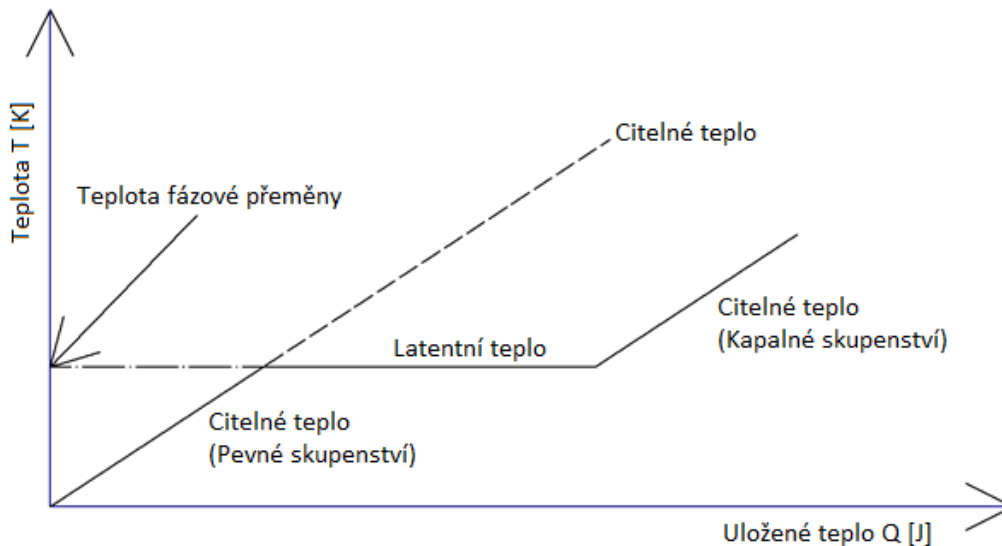 Teplota T [K]
Citelné teplo
Teplota fázové přeměny
Citelné teplo
(Kapalné skupenství)
Latentní teplo
Citelné teplo
(Pevné skupenství)
Uložené teplo Q [J]